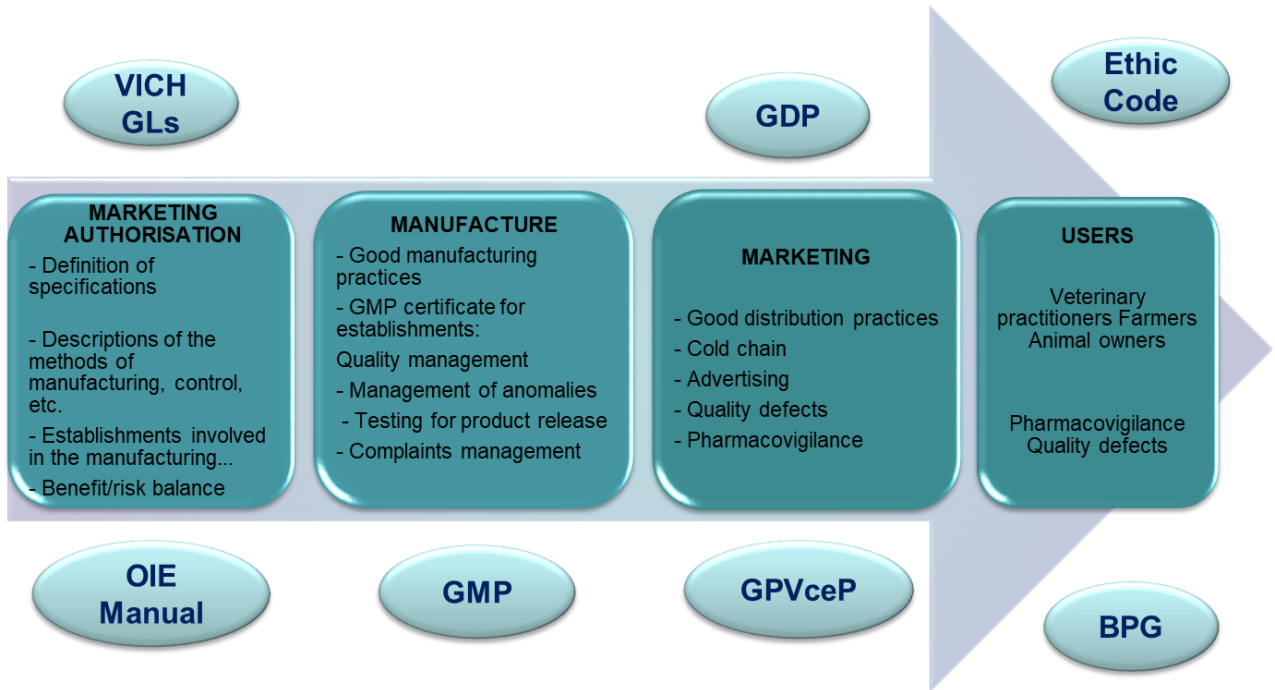 VICH
GLs
GDP
Ethic
Code
MARKETING
AUTHORISATION
- Definition of
specifications
- Descriptions of the
methods of
manufacturing, control,
etc.
- Establishments involved
in the manufacturing...
- Benefit/risk balance
MANUFACTURE
- Good manufacturing
practices
- GMP certificate for
establishments:
Quality management
- Management of anomalies
- Testing for product release
- Complaints management
MARKETING
- Good distribution practices
- Cold chain
- Advertising
- Quality defects
- Pharmacovigilance
USERS
Veterinary
practitioners Farmers
Animal owners
Pharmacovigilance
Quality defects
OIE
Manual
GMP
GPVceP
BPG